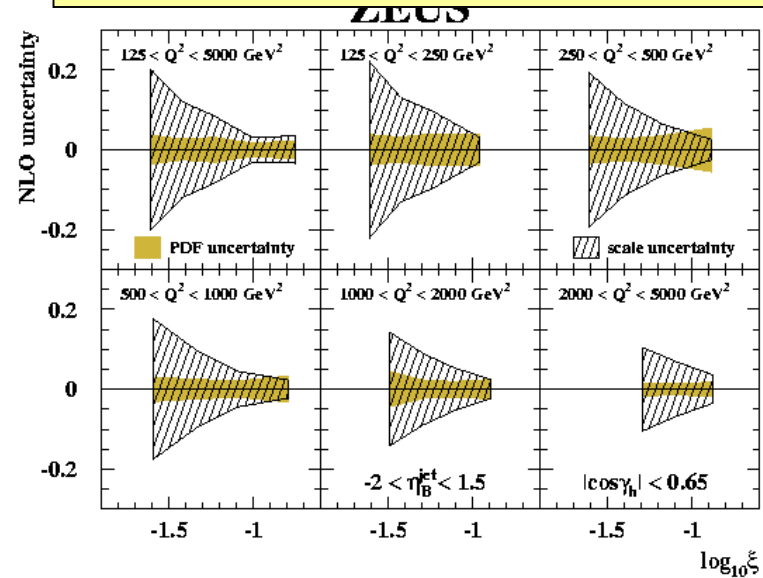 ZEUS
NLO uncertainty
125 < Q² < 5000 GeV²
125 < Q² < 250 GeV²
250 < Q² < 500 GeV²
0.2
0
-0.2
PDF uncertainty
scale uncertainty
500 < Q² < 1000 GeV²
1000 < Q² < 2000 GeV²
2000 < Q² < 5000 GeV²
0.2
0
-0.2
-2 < η_B^jet < 1.5
|cosγ_h| < 0.65
-1.5 -1 -1.5 -1 -1.5 -1
log₁₀ξ